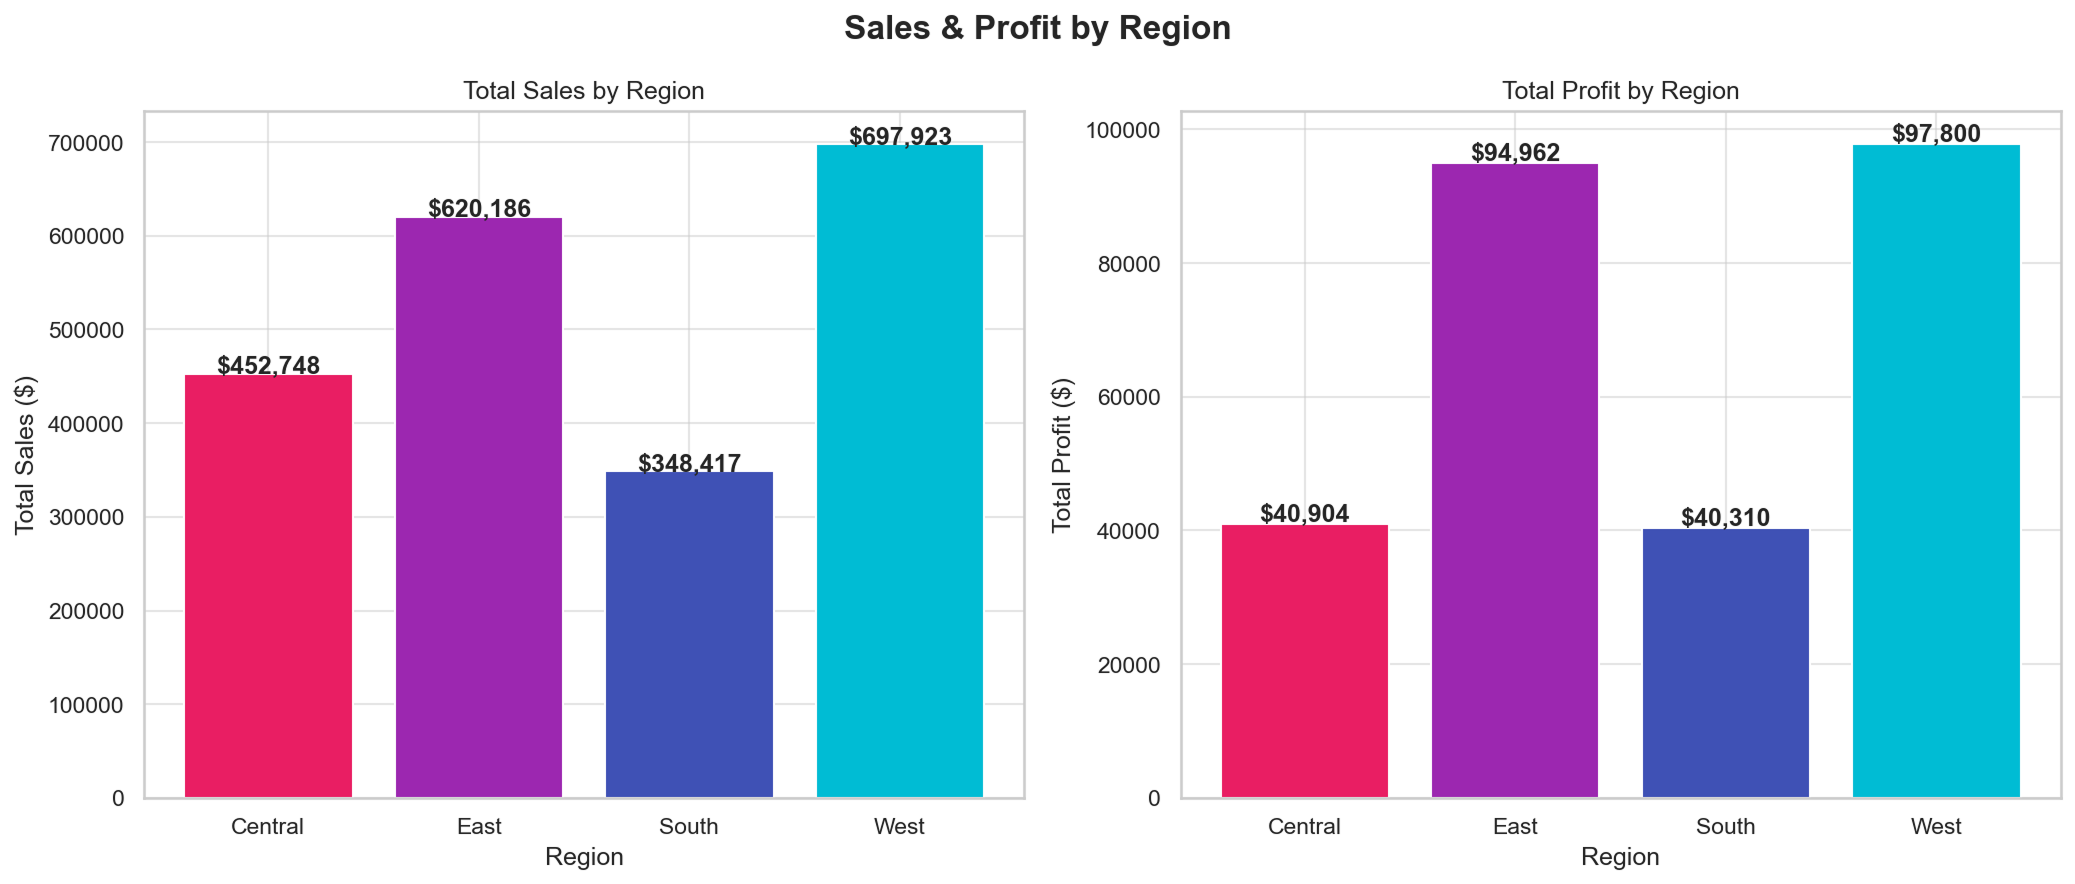 Sales & Profit by Region
Total Sales by Region
Total Sales ($)
700000
600000
500000
400000
300000
200000
100000
0
$452,748
$620,186
$348,417
$697,923
Central East South West
Region
Total Profit by Region
Total Profit ($)
100000
80000
60000
40000
20000
0
$40,904
$94,962
$40,310
$97,800
Central East South West
Region